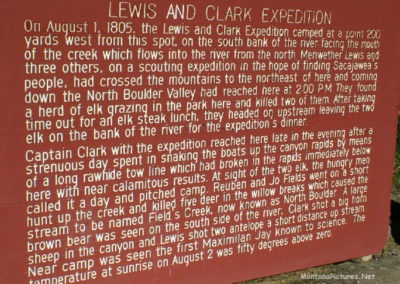 LEWIS AND CLARK EXPEDITION
On August 1, 1805, the Lewis and Clark Expedition camped at a point 200
yards west from this spot, on the south bank of the river facing the mouth
of the creek which flows into the river from the north. Meriwether Lewis and
three others, on a scouting expedition in the hope of finding Sacajawea's
people, had crossed the mountains to the northeast of here and coming
down the North Boulder Valley had reached here at 2:00 P.M. They found
a herd of elk grazing in the park here and killed two of them. After taking
time out for an elk steak lunch, they headed on upstream leaving the two
elk on the bank of the river for the expedition's dinner.
Captain Clark with the expedition reached here late in the evening after a
strenuous day spent in snaking the boats up the canyon rapids by means
of a long rawhide tow line which had broken in the rapids immediately below
here with near calamitous results. At sight of the two elk, the hungry men
called it a day and pitched camp. Reuben and Jo Fields went on a short
hunt up the creek and killed five deer in the willow breaks which caused the
stream to be named Field's Creek, now known as North Boulder. A large
brown bear was seen on the south side of the river; Clark shot a big horn
sheep in the canyon and Lewis shot two antelope a short distance up stream.
Near camp was seen the first Maximilian Jay known to science. The
temperature at sunrise on August 2 was fifty degrees above zero.
MontanaPictures.Net